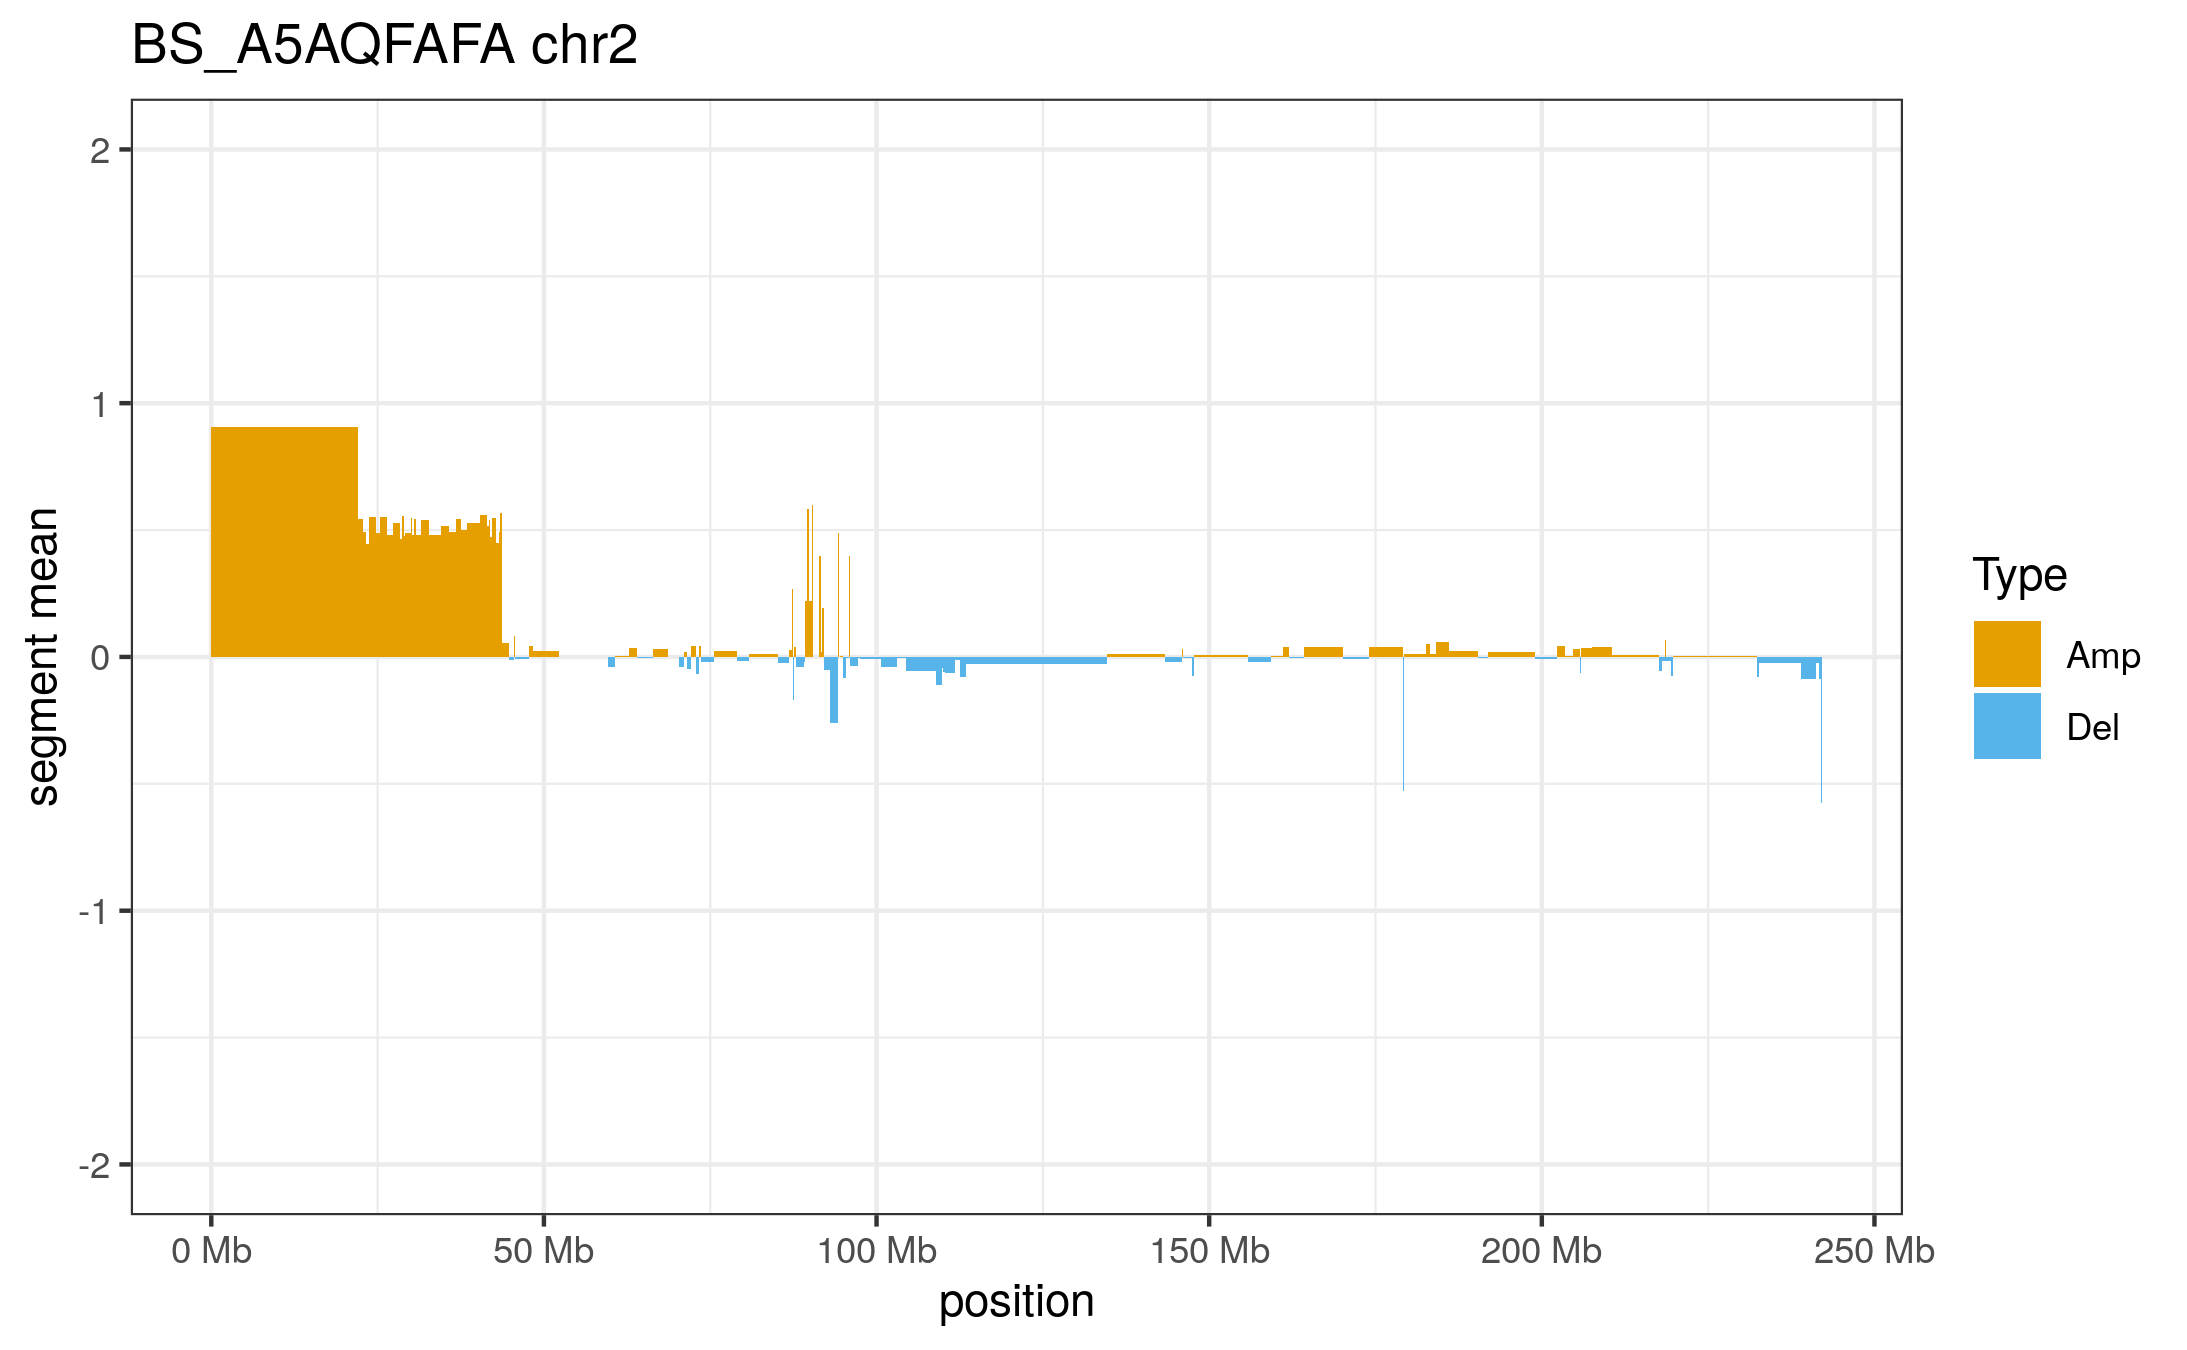 BS_A5AQFAFA chr2
2
1
0
-1
-2
segment mean
0 Mb
50 Mb
100 Mb
150 Mb
200 Mb
250 Mb
position
Type
Amp
Del